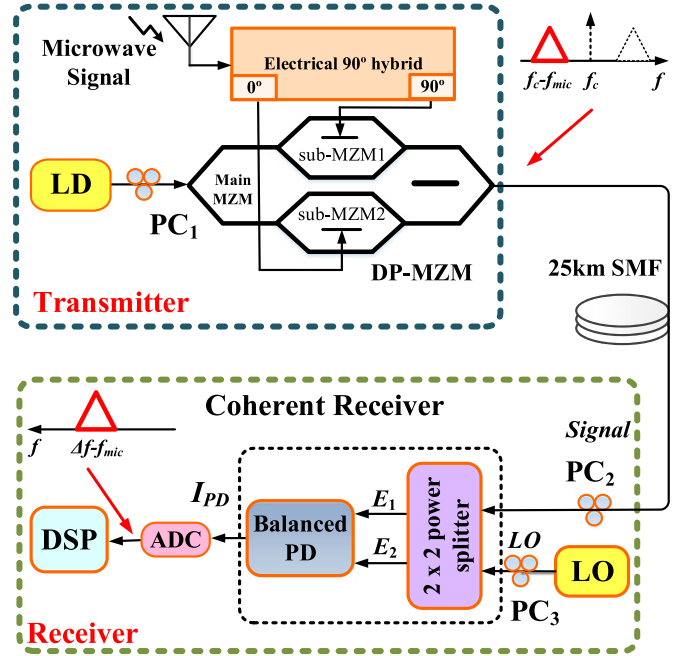 Microwave
Signal
Electrical 90º hybrid
0º
90º
f_c-f_mic
f_c
f
LD
PC₁
Main
MZM
sub-MZM1
sub-MZM2
DP-MZM
Transmitter
25km SMF
Coherent Receiver
f
Δf-f_mic
Signal
PC₂
I_PD
DSP
ADC
Balanced
PD
E₁
E₂
2 x 2 power
splitter
LO
PC₃
LO
Receiver